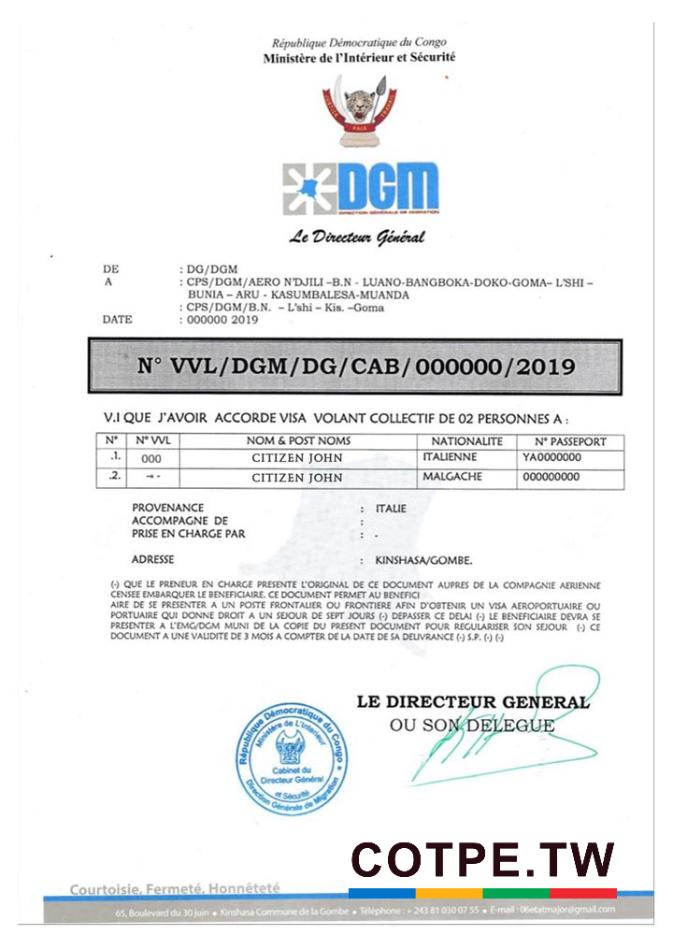 République Démocratique du Congo
Ministère de l'Intérieur et Sécurité
JUSTICE PAIX TRAVAIL
DGM
DIRECTION GÉNÉRALE DE MIGRATION
Le Directeur Général
DE : DG/DGM
A : CPS/DGM/AERO N'DJILI –B.N - LUANO-BANGBOKA-DOKO-GOMA– L'SHI –
BUNIA – ARU - KASUMBALESA-MUANDA
: CPS/DGM/B.N. – L'shi – Kis. –Goma
DATE : 000000 2019
N° VVL/DGM/DG/CAB/000000/2019
V.I QUE J'AVOIR ACCORDE VISA VOLANT COLLECTIF DE 02 PERSONNES A :
N° N° VVL NOM & POST NOMS NATIONALITE N° PASSEPORT
.1. 000 CITIZEN JOHN ITALIENNE YA0000000
.2. -"- CITIZEN JOHN MALGACHE 000000000
PROVENANCE : ITALIE
ACCOMPAGNE DE :
PRISE EN CHARGE PAR : -
ADRESSE : KINSHASA/GOMBE.
(-) QUE LE PRENEUR EN CHARGE PRESENTE L'ORIGINAL DE CE DOCUMENT AUPRES DE LA COMPAGNIE AERIENNE
CENSEE EMBARQUER LE BENEFICIAIRE. CE DOCUMENT PERMET AU BENEFICI
AIRE DE SE PRESENTER A UN POSTE FRONTALIER OU FRONTIERE AFIN D'OBTENIR UN VISA AEROPORTUAIRE OU
PORTUAIRE QUI DONNE DROIT A UN SEJOUR DE SEPT JOURS (-) DEPASSER CE DELAI (-) LE BENEFICIAIRE DEVRA SE
PRESENTER A L'EMG/DGM MUNI DE LA COPIE DU PRESENT DOCUMENT POUR REGULARISER SON SEJOUR (-) CE
DOCUMENT A UNE VALIDITE DE 3 MOIS A COMPTER DE LA DATE DE SA DELIVRANCE (-) S.P. (-) (-)
LE DIRECTEUR GENERAL
OU SON DELEGUE
République Démocratique du Congo
Ministère de L'Intérieur
Cabinet du
Directeur Général
et Sécurité
Direction Générale de Migration
COTPE.TW
Courtoisie, Fermeté, Honnêteté
65, Boulevard du 30 juin • Kinshasa Commune de la Gombe • Téléphone : + 243 81 030 07 55 • E-mail : 06etatmajor@gmail.com